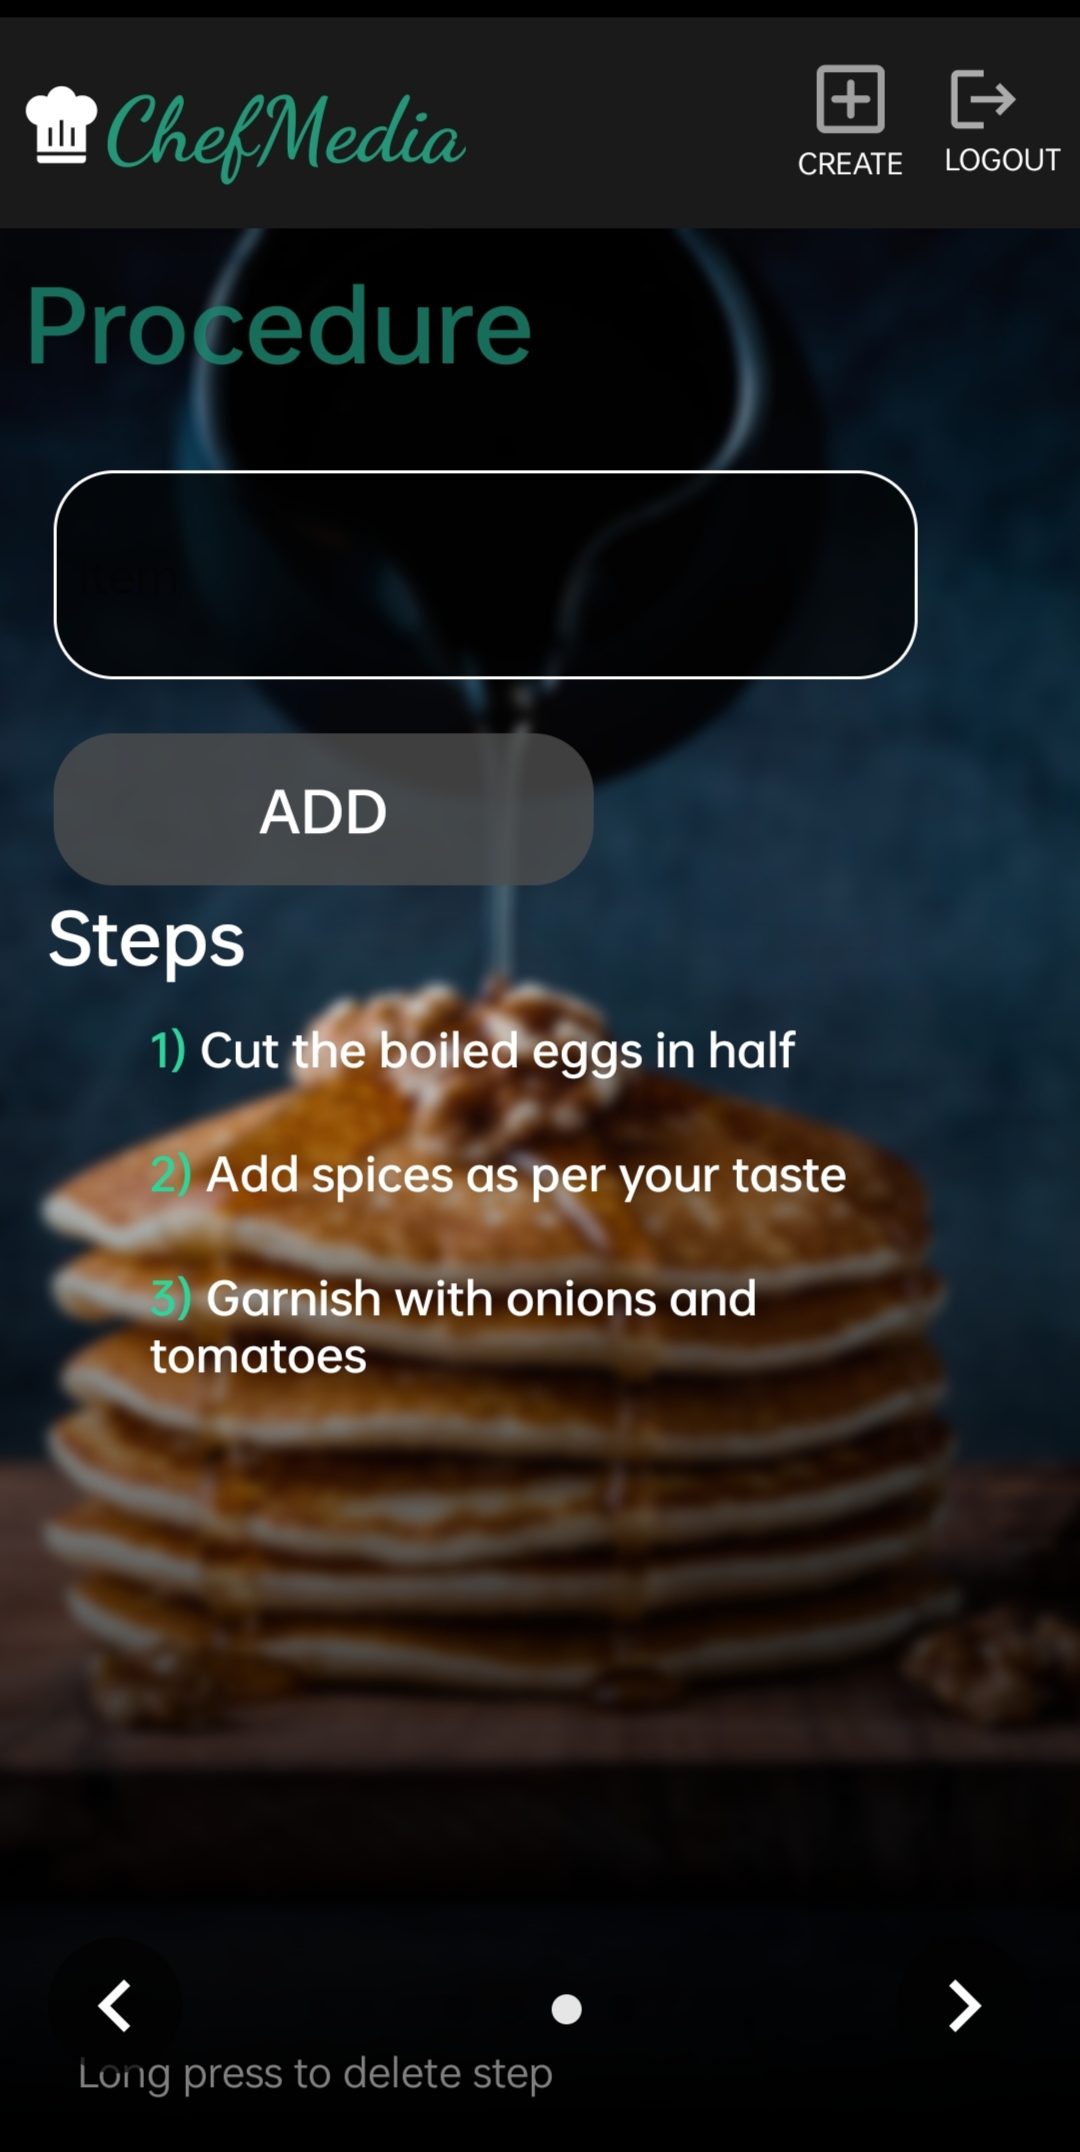 ChefMedia
CREATE
LOGOUT
Procedure
Item
ADD
Steps
1) Cut the boiled eggs in half
2) Add spices as per your taste
3) Garnish with onions and
tomatoes
Long press to delete step